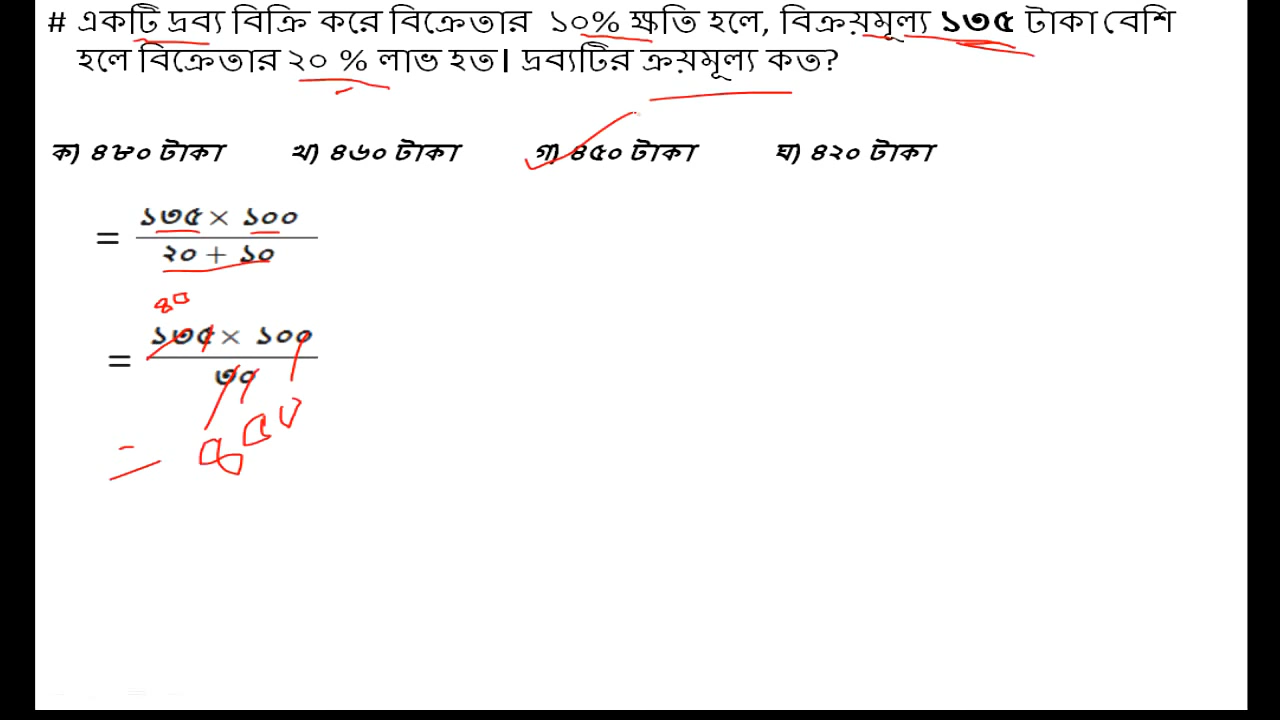 # একটি দ্রব্য বিক্রি করে বিক্রেতার ১০% ক্ষতি হলে, বিক্রয়মূল্য ১৩৫ টাকা বেশি
হলে বিক্রেতার ২০ % লাভ হত। দ্রব্যটির ক্রয়মূল্য কত?
ক) ৪৮০ টাকা খ) ৪৬০ টাকা গ) ৪৫০ টাকা ঘ) ৪২০ টাকা
১৩৫ × ১০০
=
২০ + ১০
৪৫
১৩৫ × ১০০
=
৩০
= ৪৫০